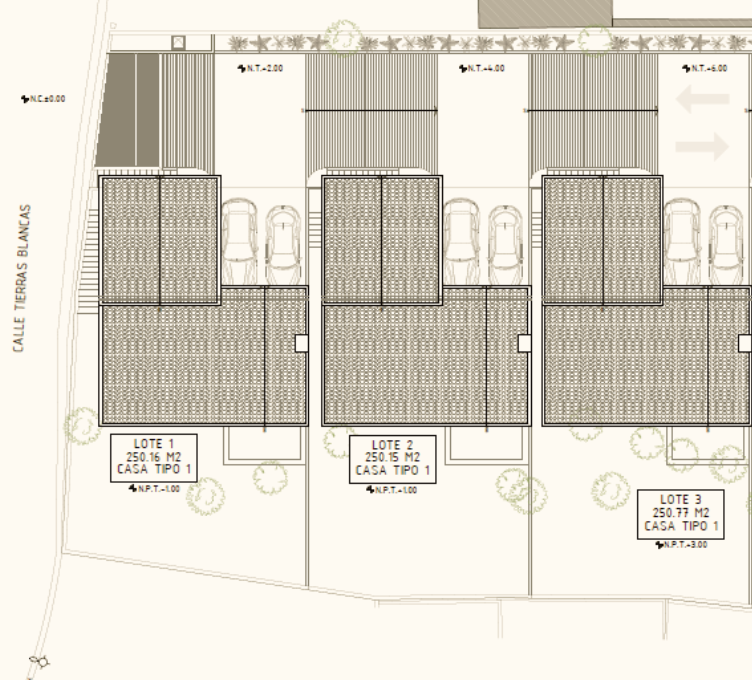 N.T.-2.00
N.T.-4.00
N.T.-6.00
N.C.±0.00
CALLE TIERRAS BLANCAS
LOTE 1
250.16 M2
CASA TIPO 1
N.P.T.-1.00
LOTE 2
250.15 M2
CASA TIPO 1
N.P.T.-1.00
LOTE 3
250.77 M2
CASA TIPO 1
N.P.T.-3.00